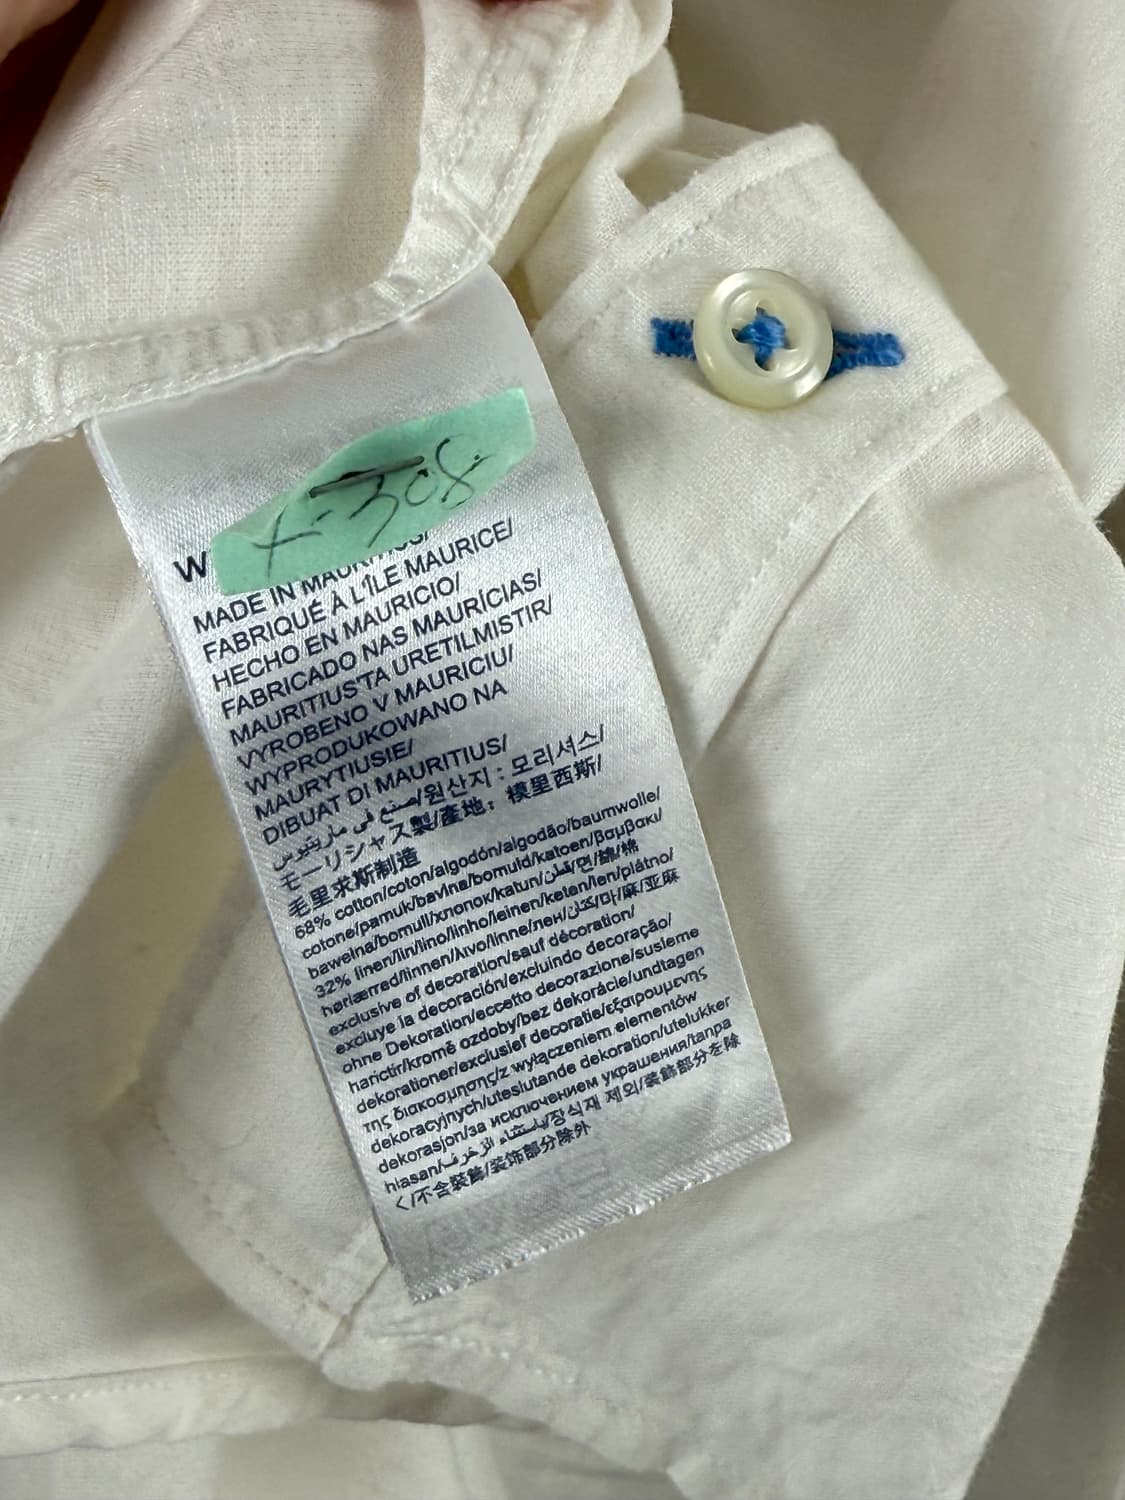 X-308
W
MADE IN MAURITIUS/
FABRIQUÉ À L'ÎLE MAURICE/
HECHO EN MAURICIO/
FABRICADO NAS MAURÍCIAS/
MAURITIUS'TA URETILMISTIR/
VYROBENO V MAURICIU/
WYPRODUKOWANO NA
MAURYTIUSIE/
DIBUAT DI MAURITIUS/
صنع في ماريتيوس/원산지 : 모리셔스/
モーリシャス製/產地：模里西斯/
毛里求斯制造
68% cotton/coton/algodón/algodão/baumwolle/
cotone/pamuk/bavlna/bomuld/katoen/βαμβακι/
bawełna/bomull/хлопок/katun/قطن/면/綿/棉
32% linen/lin/lino/linho/leinen/keten/len/plátno/
hørlærred/linnen/λινο/linne/лен/كتان/마/麻/亚麻
exclusive of decoration/sauf décoration/
excluye la decoración/excluindo decoração/
ohne Dekoration/eccetto decorazione/susleme
harictir/kromě ozdoby/bez dekorácie/undtagen
dekorationer/exclusief decoratie/εξαιρουμενης
της διακοσμησης/z wyłączeniem elementów
dekoracyjnych/uteslutande dekoration/utelukker
dekorasjon/за исключением украшения/tanpa
hiasan/باستثناء الزخرف/장식재 제외/装飾部分を除
く/不含裝飾/装饰部分除外